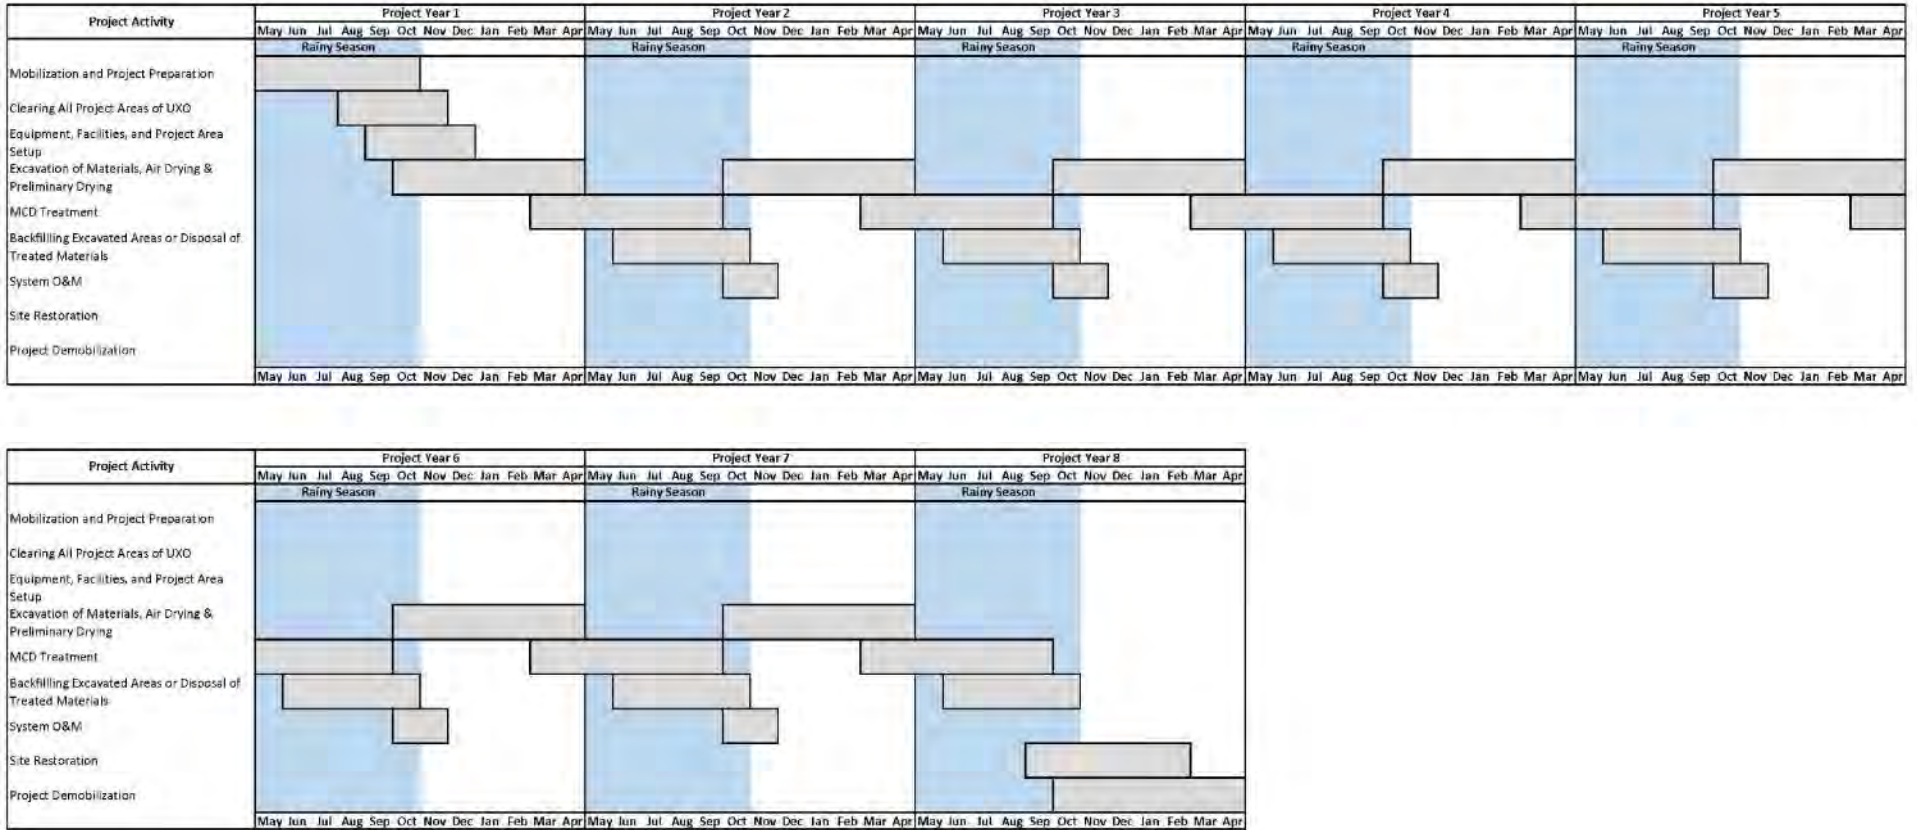 Project Activity
Project Year 1 Project Year 2 Project Year 3 Project Year 4 Project Year 5
May Jun Jul Aug Sep Oct Nov Dec Jan Feb Mar Apr May Jun Jul Aug Sep Oct Nov Dec Jan Feb Mar Apr May Jun Jul Aug Sep Oct Nov Dec Jan Feb Mar Apr May Jun Jul Aug Sep Oct Nov Dec Jan Feb Mar Apr May Jun Jul Aug Sep Oct Nov Dec Jan Feb Mar Apr
Rainy Season Rainy Season Rainy Season Rainy Season Rainy Season
Mobilization and Project Preparation
Clearing All Project Areas of UXO
Equipment, Facilities, and Project Area
Setup
Excavation of Materials, Air Drying &
Preliminary Drying
MCD Treatment
Backfillling Excavated Areas or Disposal of
Treated Materials
System O&M
Site Restoration
Project Demobilization
May Jun Jul Aug Sep Oct Nov Dec Jan Feb Mar Apr May Jun Jul Aug Sep Oct Nov Dec Jan Feb Mar Apr May Jun Jul Aug Sep Oct Nov Dec Jan Feb Mar Apr May Jun Jul Aug Sep Oct Nov Dec Jan Feb Mar Apr May Jun Jul Aug Sep Oct Nov Dec Jan Feb Mar Apr
Project Activity
Project Year 6 Project Year 7 Project Year 8
May Jun Jul Aug Sep Oct Nov Dec Jan Feb Mar Apr May Jun Jul Aug Sep Oct Nov Dec Jan Feb Mar Apr May Jun Jul Aug Sep Oct Nov Dec Jan Feb Mar Apr
Rainy Season Rainy Season Rainy Season
Mobilization and Project Preparation
Clearing All Project Areas of UXO
Equipment, Facilities, and Project Area
Setup
Excavation of Materials, Air Drying &
Preliminary Drying
MCD Treatment
Backfillling Excavated Areas or Disposal of
Treated Materials
System O&M
Site Restoration
Project Demobilization
May Jun Jul Aug Sep Oct Nov Dec Jan Feb Mar Apr May Jun Jul Aug Sep Oct Nov Dec Jan Feb Mar Apr May Jun Jul Aug Sep Oct Nov Dec Jan Feb Mar Apr